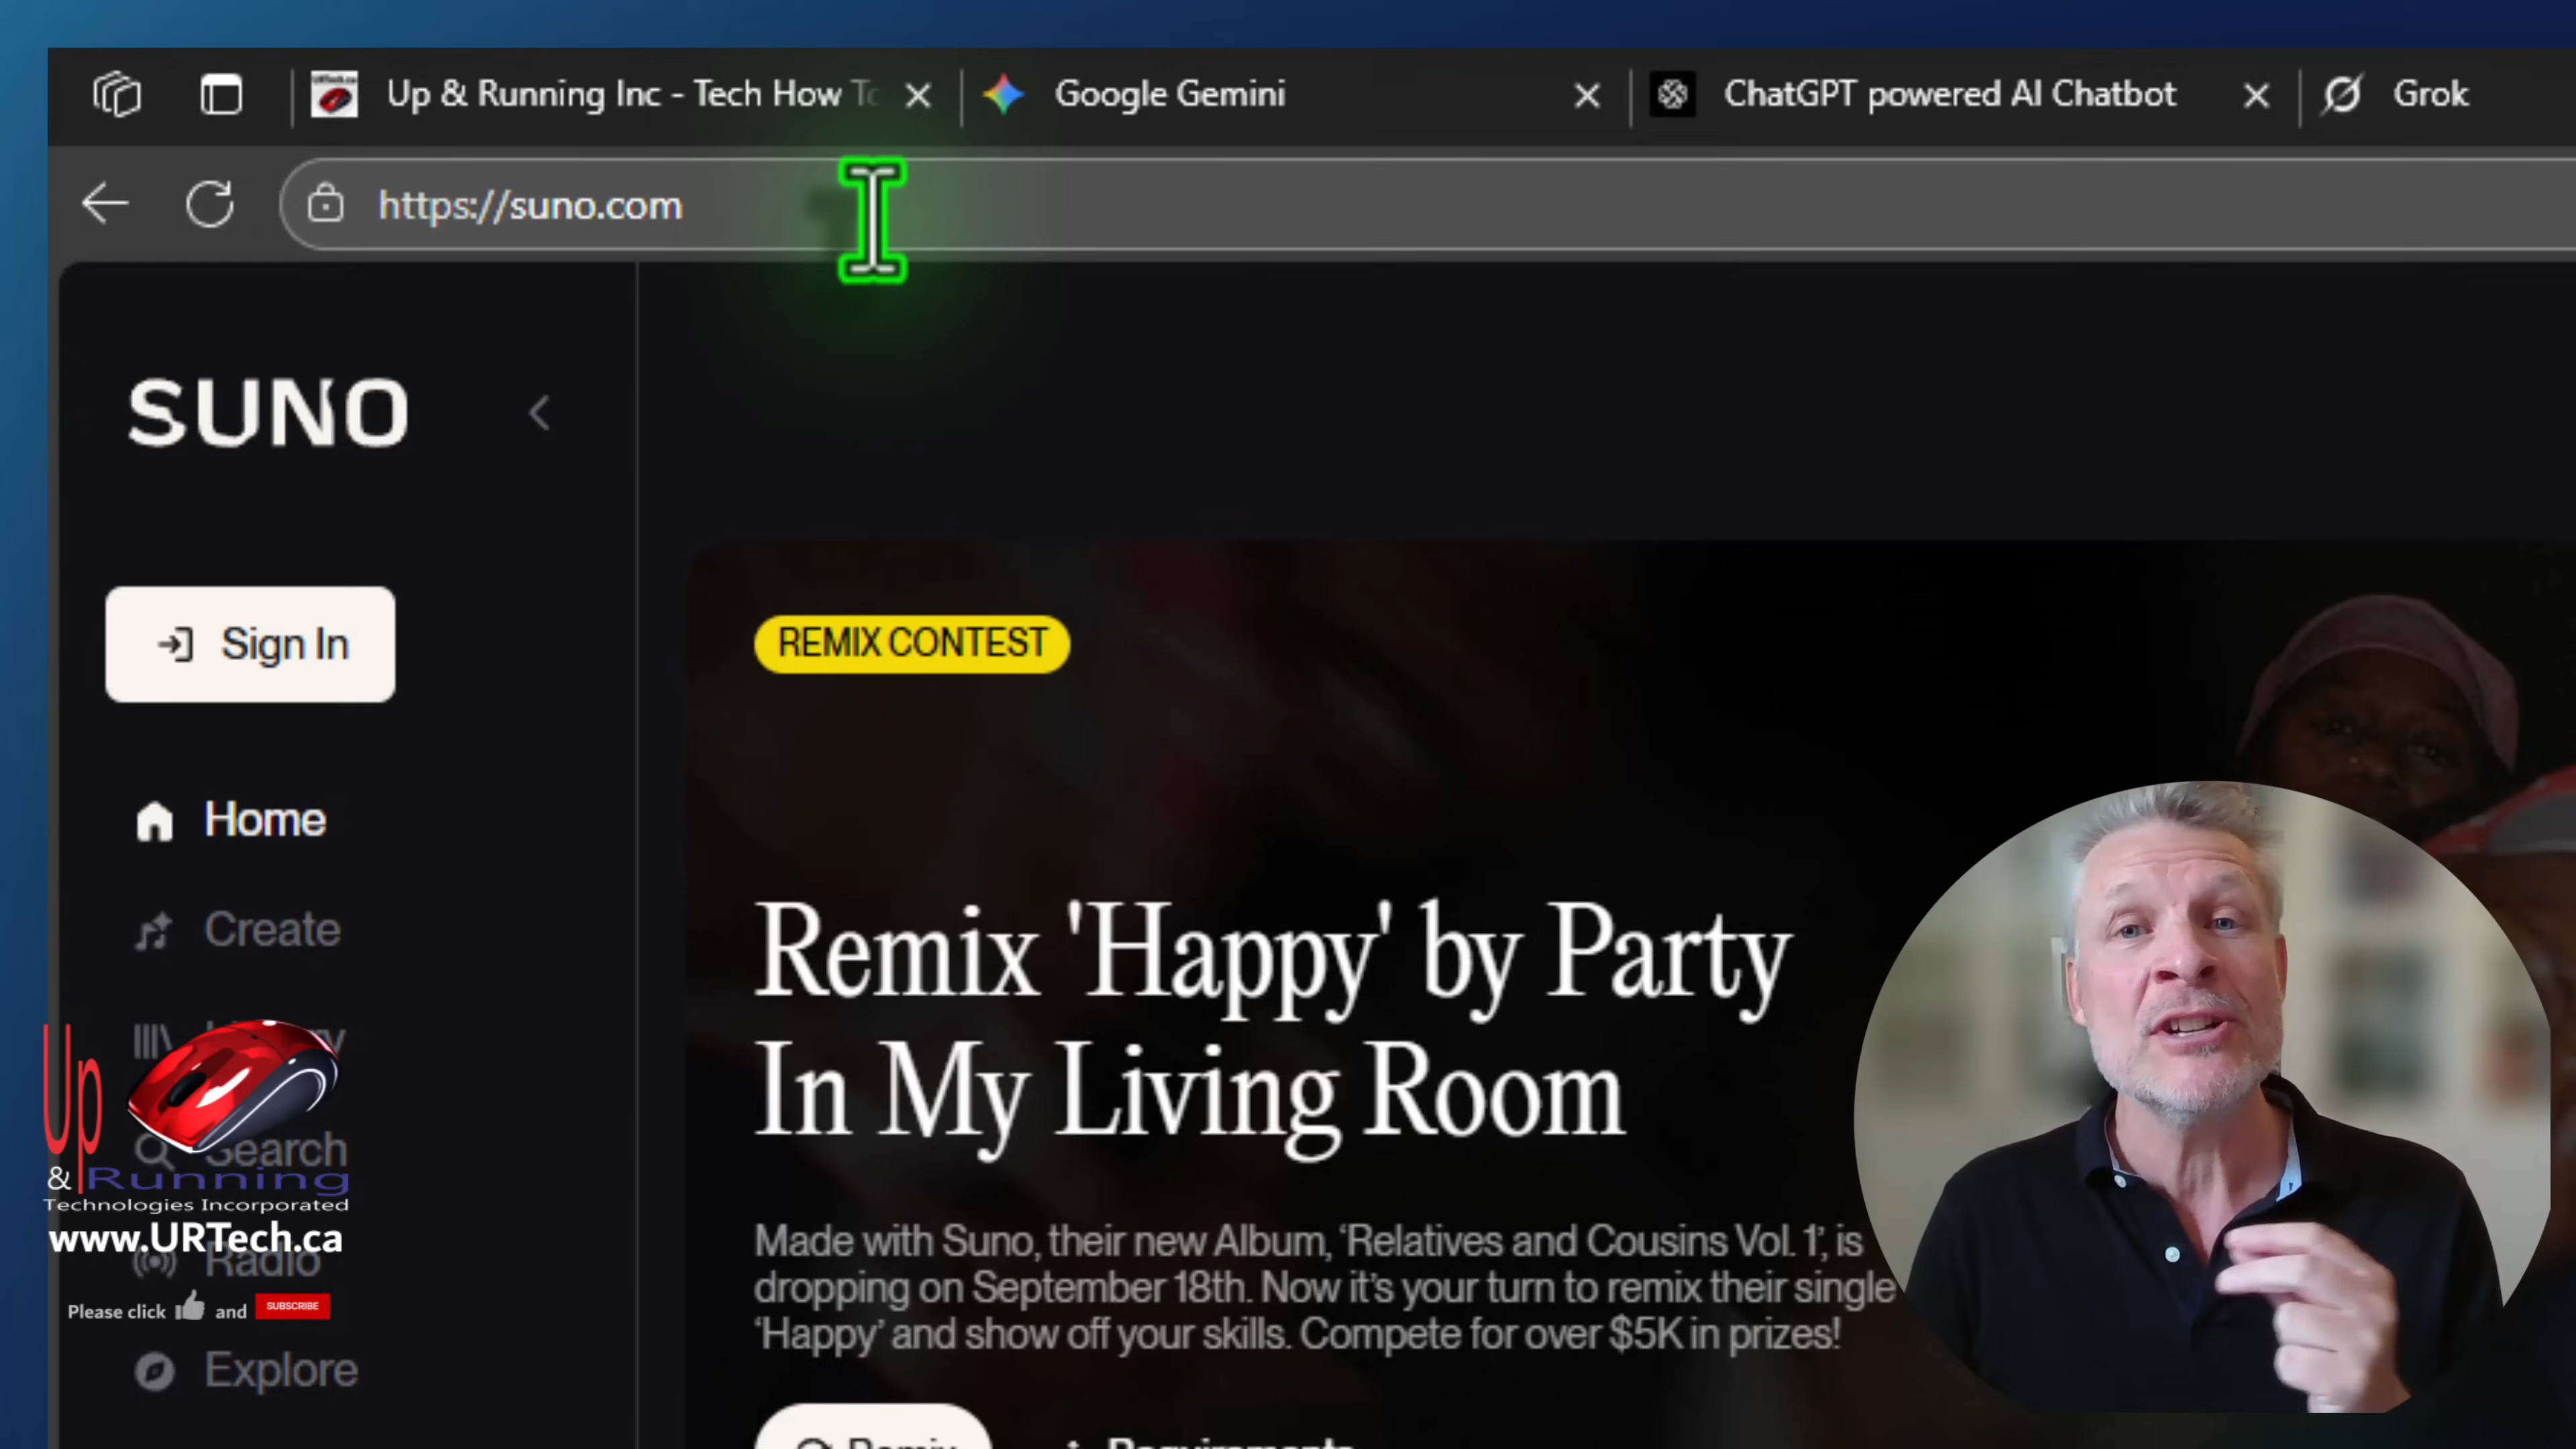 Up & Running Inc - Tech How To
Google Gemini
ChatGPT powered AI Chatbot
Grok
https://suno.com
SUNO
Sign In
Home
Create
Search
Radio
Explore
REMIX CONTEST
Remix 'Happy' by Party
In My Living Room
Made with Suno, their new Album, ‘Relatives and Cousins Vol. 1’, is
dropping on September 18th. Now it’s your turn to remix their single
‘Happy’ and show off your skills. Compete for over $5K in prizes!
Remix
Requirements
Up
& Running
Technologies Incorporated
www.URTech.ca
Please click and SUBSCRIBE